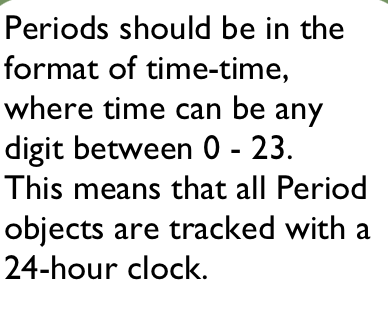 Periods should be in the
format of time-time,
where time can be any
digit between 0 - 23.
This means that all Period
objects are tracked with a
24-hour clock.